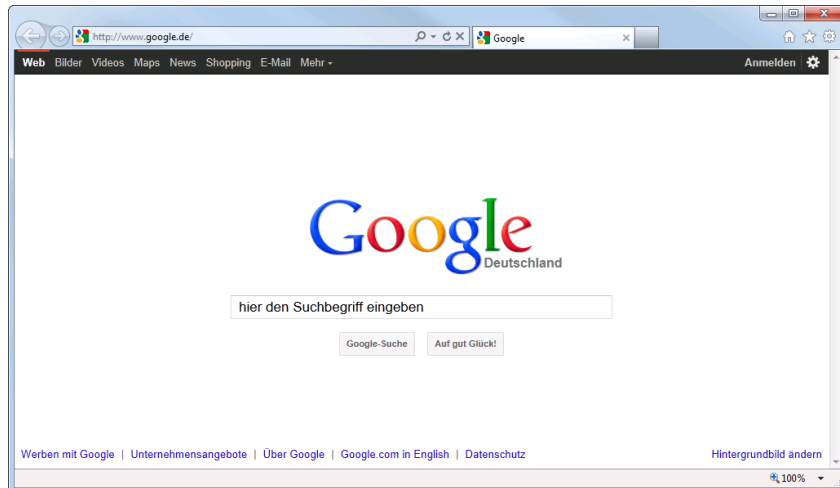 http://www.google.de/
Google
Web Bilder Videos Maps News Shopping E-Mail Mehr
Anmelden
Google
Deutschland
hier den Suchbegriff eingeben
Google-Suche
Auf gut Glück!
Werben mit Google | Unternehmensangebote | Über Google | Google.com in English | Datenschutz
Hintergrundbild ändern
100%